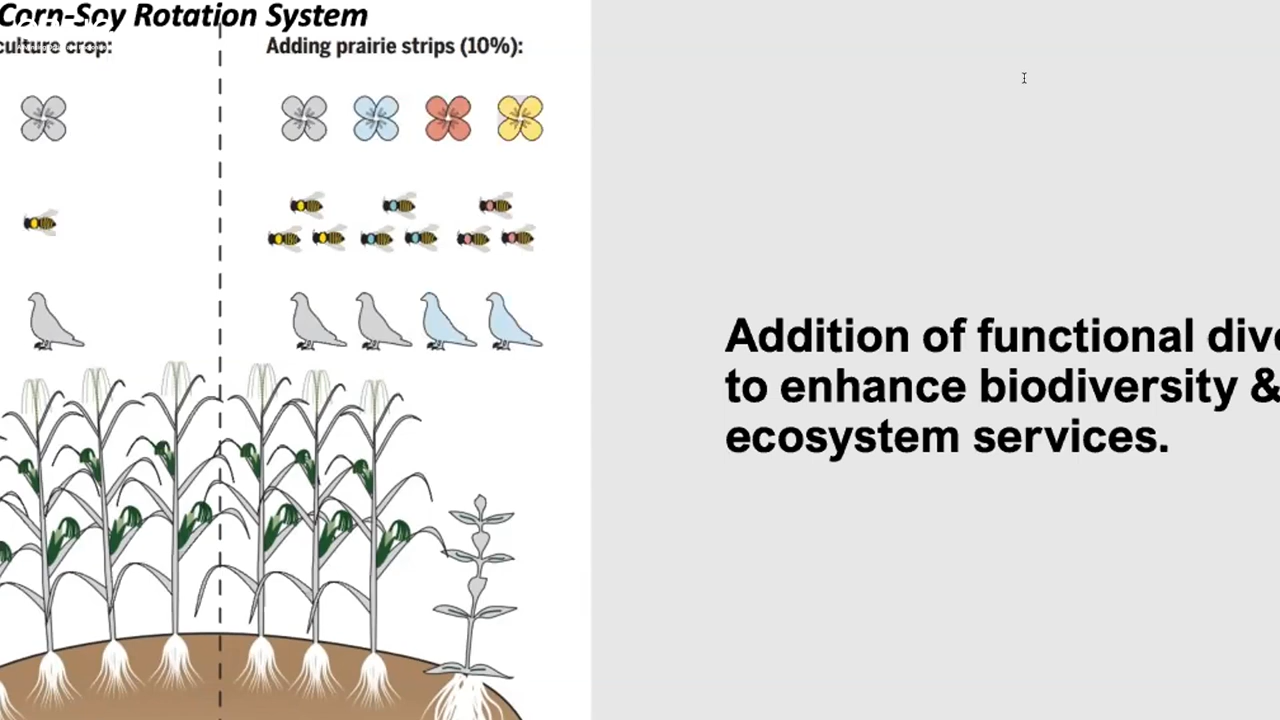 Corn-Soy Rotation System
culture crop:
Adding prairie strips (10%):
Addition of functional dive
to enhance biodiversity &
ecosystem services.